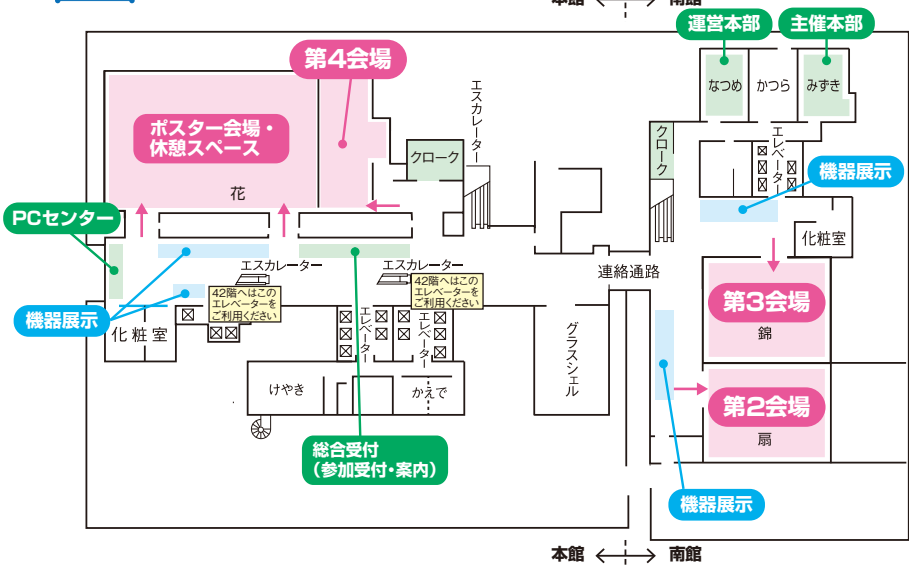 本館 ⟷ 南館
運営本部
主催本部
第4会場
なつめ
かつら
みずき
エスカレーター
ポスター会場・
休憩スペース
クローク
クローク
エレベーター
機器展示
花
PCセンター
化粧室
エスカレーター
エスカレーター
連絡通路
42階へはこの
エレベーターを
ご利用ください
42階へはこの
エレベーターを
ご利用ください
第3会場
錦
機器展示
化粧室
エレベーター
エレベーター
グラスシェル
けやき
かえで
第2会場
扇
総合受付
(参加受付・案内)
機器展示
本館 ⟷ 南館